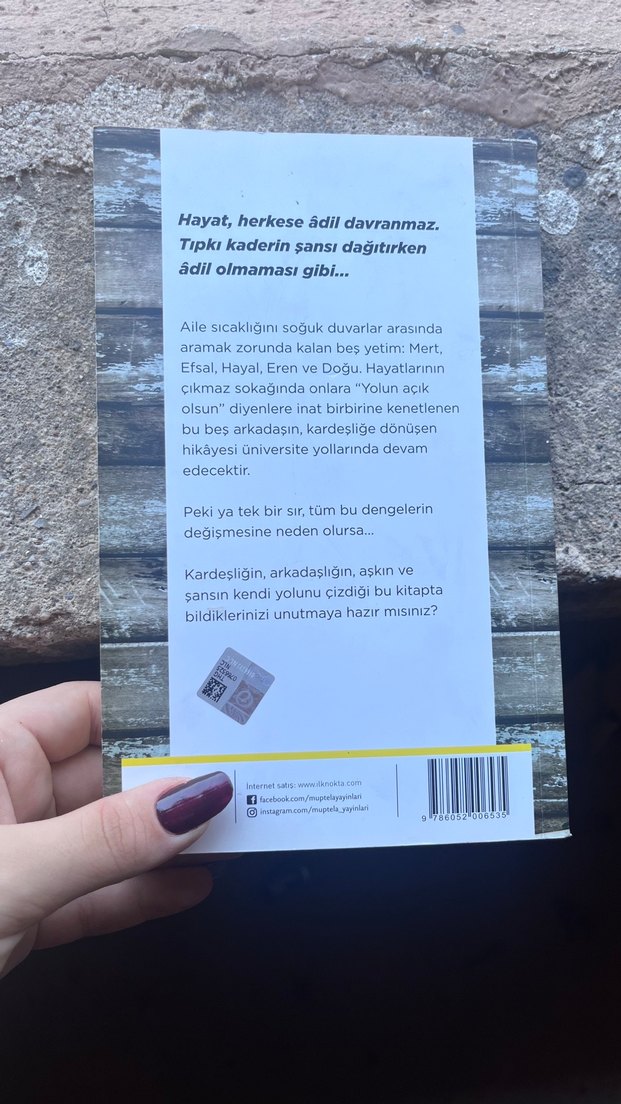 Hayat, herkese âdil davranmaz.
Tıpkı kaderin şansı dağıtırken
âdil olmaması gibi...
Aile sıcaklığını soğuk duvarlar arasında
aramak zorunda kalan beş yetim: Mert,
Efsal, Hayal, Eren ve Doğu. Hayatlarının
çıkmaz sokağında onlara “Yolun açık
olsun” diyenlere inat birbirine kenetlenen
bu beş arkadaşın, kardeşliğe dönüşen
hikâyesi üniversite yollarında devam
edecektir.
Peki ya tek bir sır, tüm bu dengelerin
değişmesine neden olursa...
Kardeşliğin, arkadaşlığın, aşkın ve
şansın kendi yolunu çizdiği bu kitapta
bildiklerinizi unutmaya hazır mısınız?
İnternet satış: www.ilknokta.com
facebook.com/muptelayayinlari
instagram.com/muptela_yayinlari
9 786052 006535